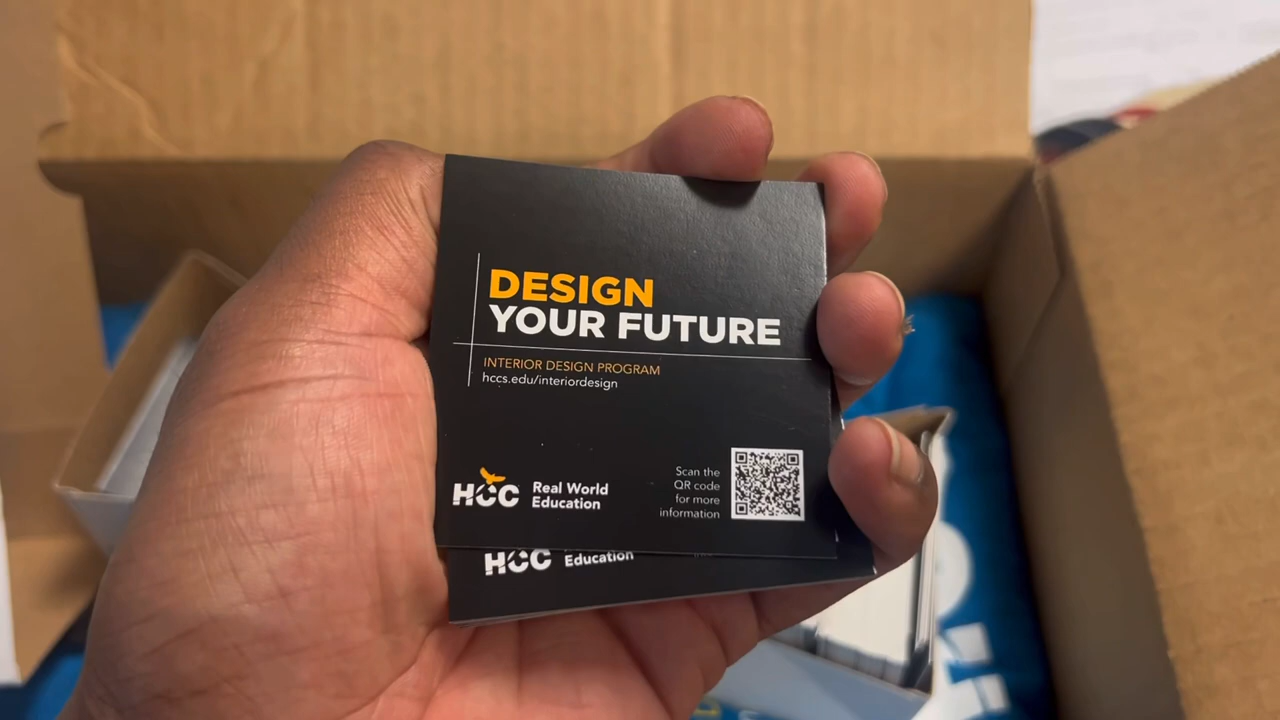 DESIGN
YOUR FUTURE
INTERIOR DESIGN PROGRAM
hccs.edu/interiordesign
HCC
Real World
Education
Scan the
QR code
for more
information
HCC
Education